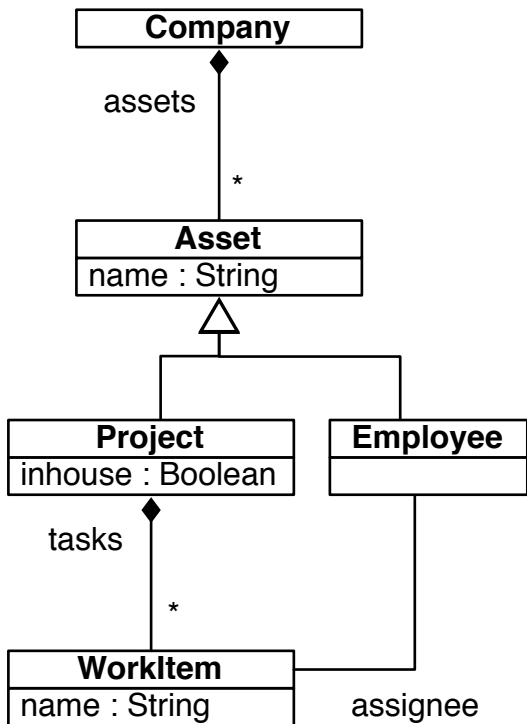 Company
assets
*
Asset
name : String
Project
Employee
inhouse : Boolean
tasks
*
WorkItem
name : String
assignee